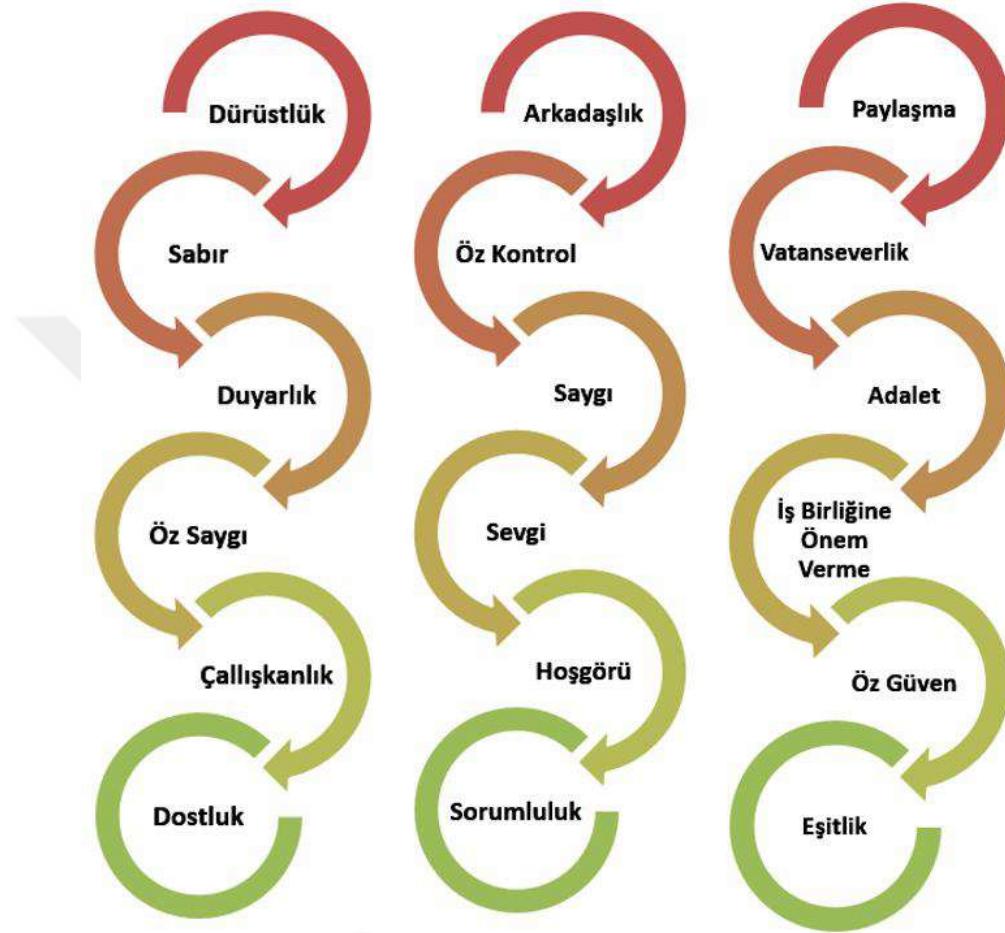 Dürüstlük
Sabır
Duyarlık
Öz Saygı
Çallışkanlık
Dostluk
Arkadaşlık
Öz Kontrol
Saygı
Sevgi
Hoşgörü
Sorumluluk
Paylaşma
Vatanseverlik
Adalet
İş Birliğine
Önem
Verme
Öz Güven
Eşitlik